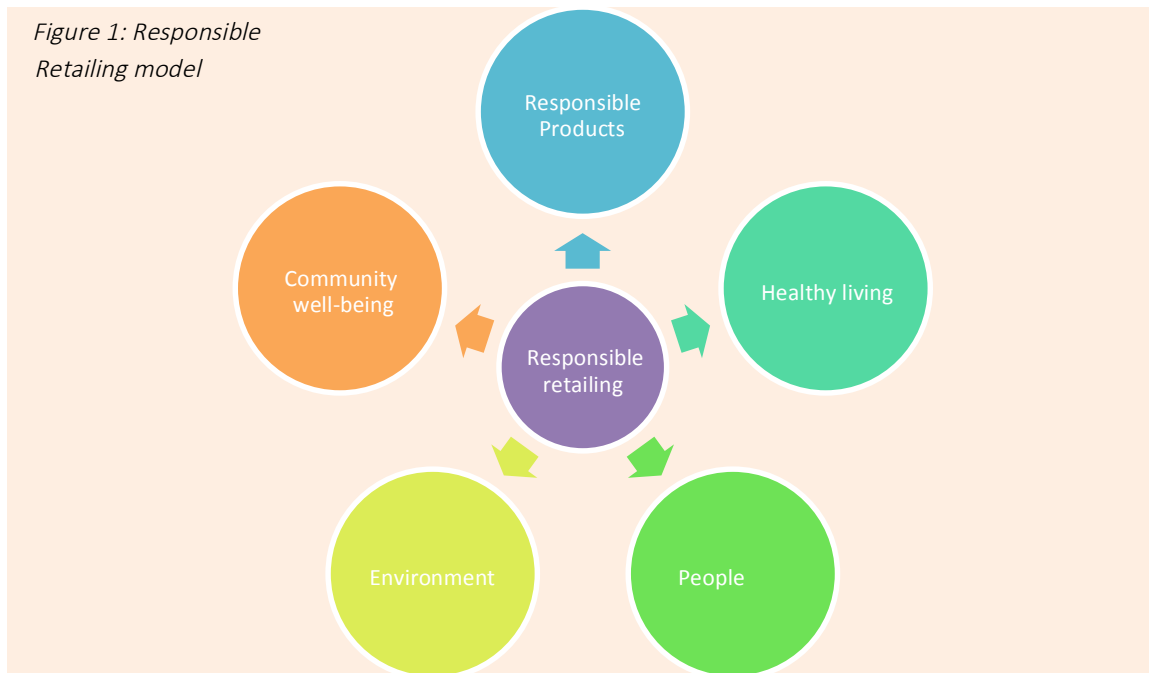 Figure 1: Responsible
Retailing model
Responsible
Products
Community
well-being
Healthy living
Responsible
retailing
Environment
People